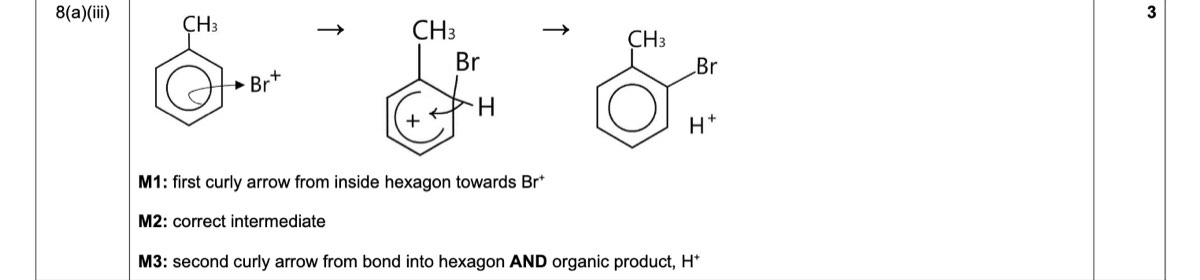 8(a)(iii)
3
CH₃ → CH₃ → CH₃
Br Br
Br⁺
H
+
H⁺
M1: first curly arrow from inside hexagon towards Br⁺
M2: correct intermediate
M3: second curly arrow from bond into hexagon AND organic product, H⁺